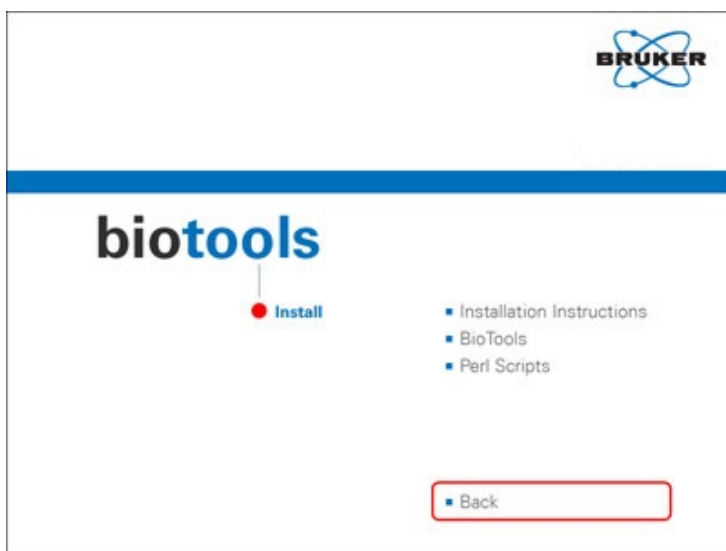 BRUKER
biotools
Install
Installation Instructions
BioTools
Perl Scripts
Back